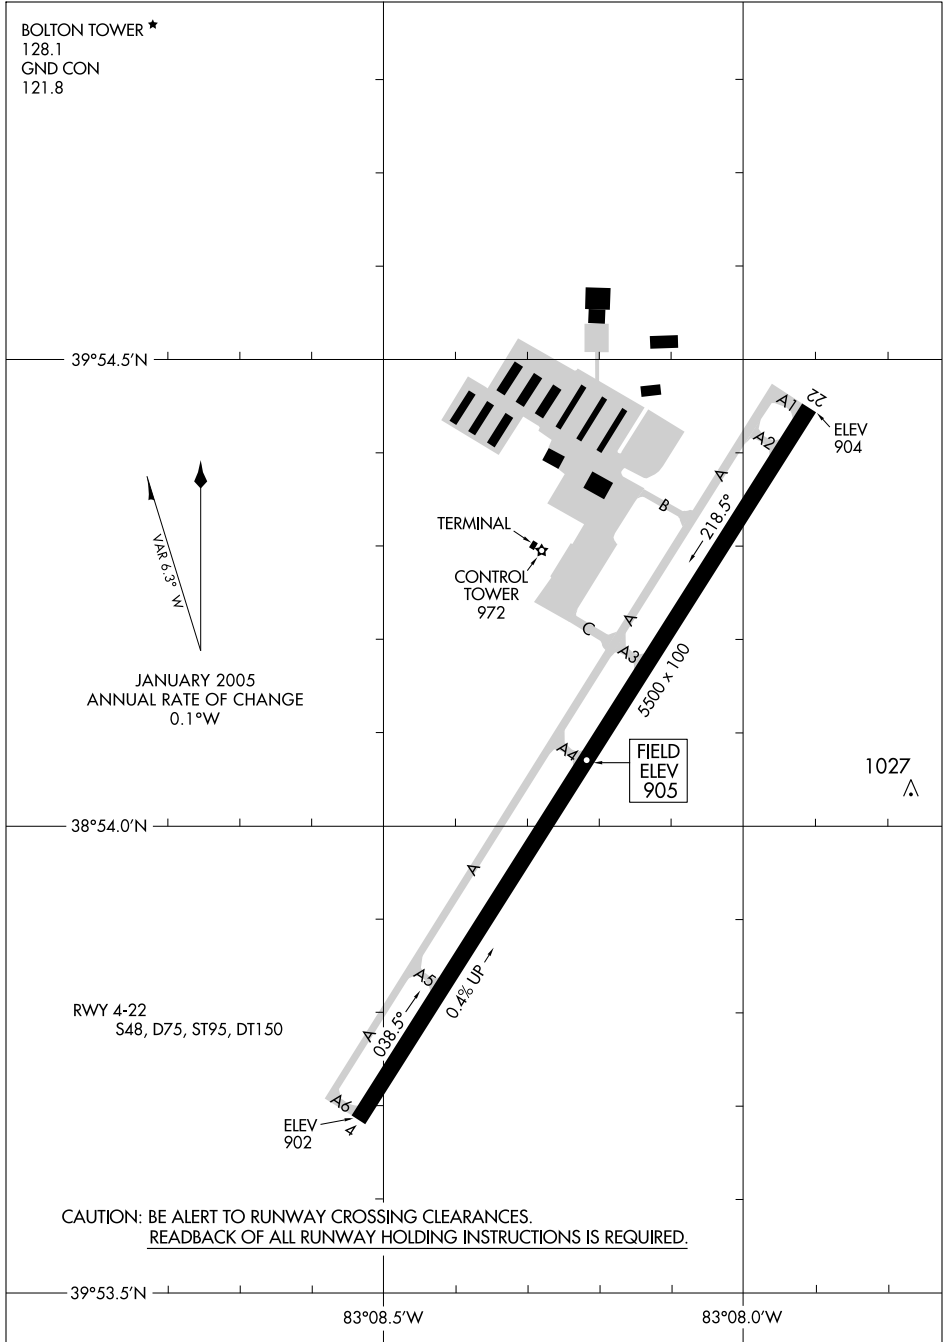 BOLTON TOWER ★
128.1
GND CON
121.8
39°54.5'N
22
A1
ELEV
904
A2
A
B
218.5°
TERMINAL
CONTROL
TOWER
972
VAR 6.3° W
C
A
A3
5500 x 100
JANUARY 2005
ANNUAL RATE OF CHANGE
0.1°W
A4
FIELD
ELEV
905
1027
38°54.0'N
A
A5
0.4% UP
RWY 4-22
S48, D75, ST95, DT150
A
038.5°
A6
4
ELEV
902
CAUTION: BE ALERT TO RUNWAY CROSSING CLEARANCES.
READBACK OF ALL RUNWAY HOLDING INSTRUCTIONS IS REQUIRED.
39°53.5'N
83°08.5'W
83°08.0'W